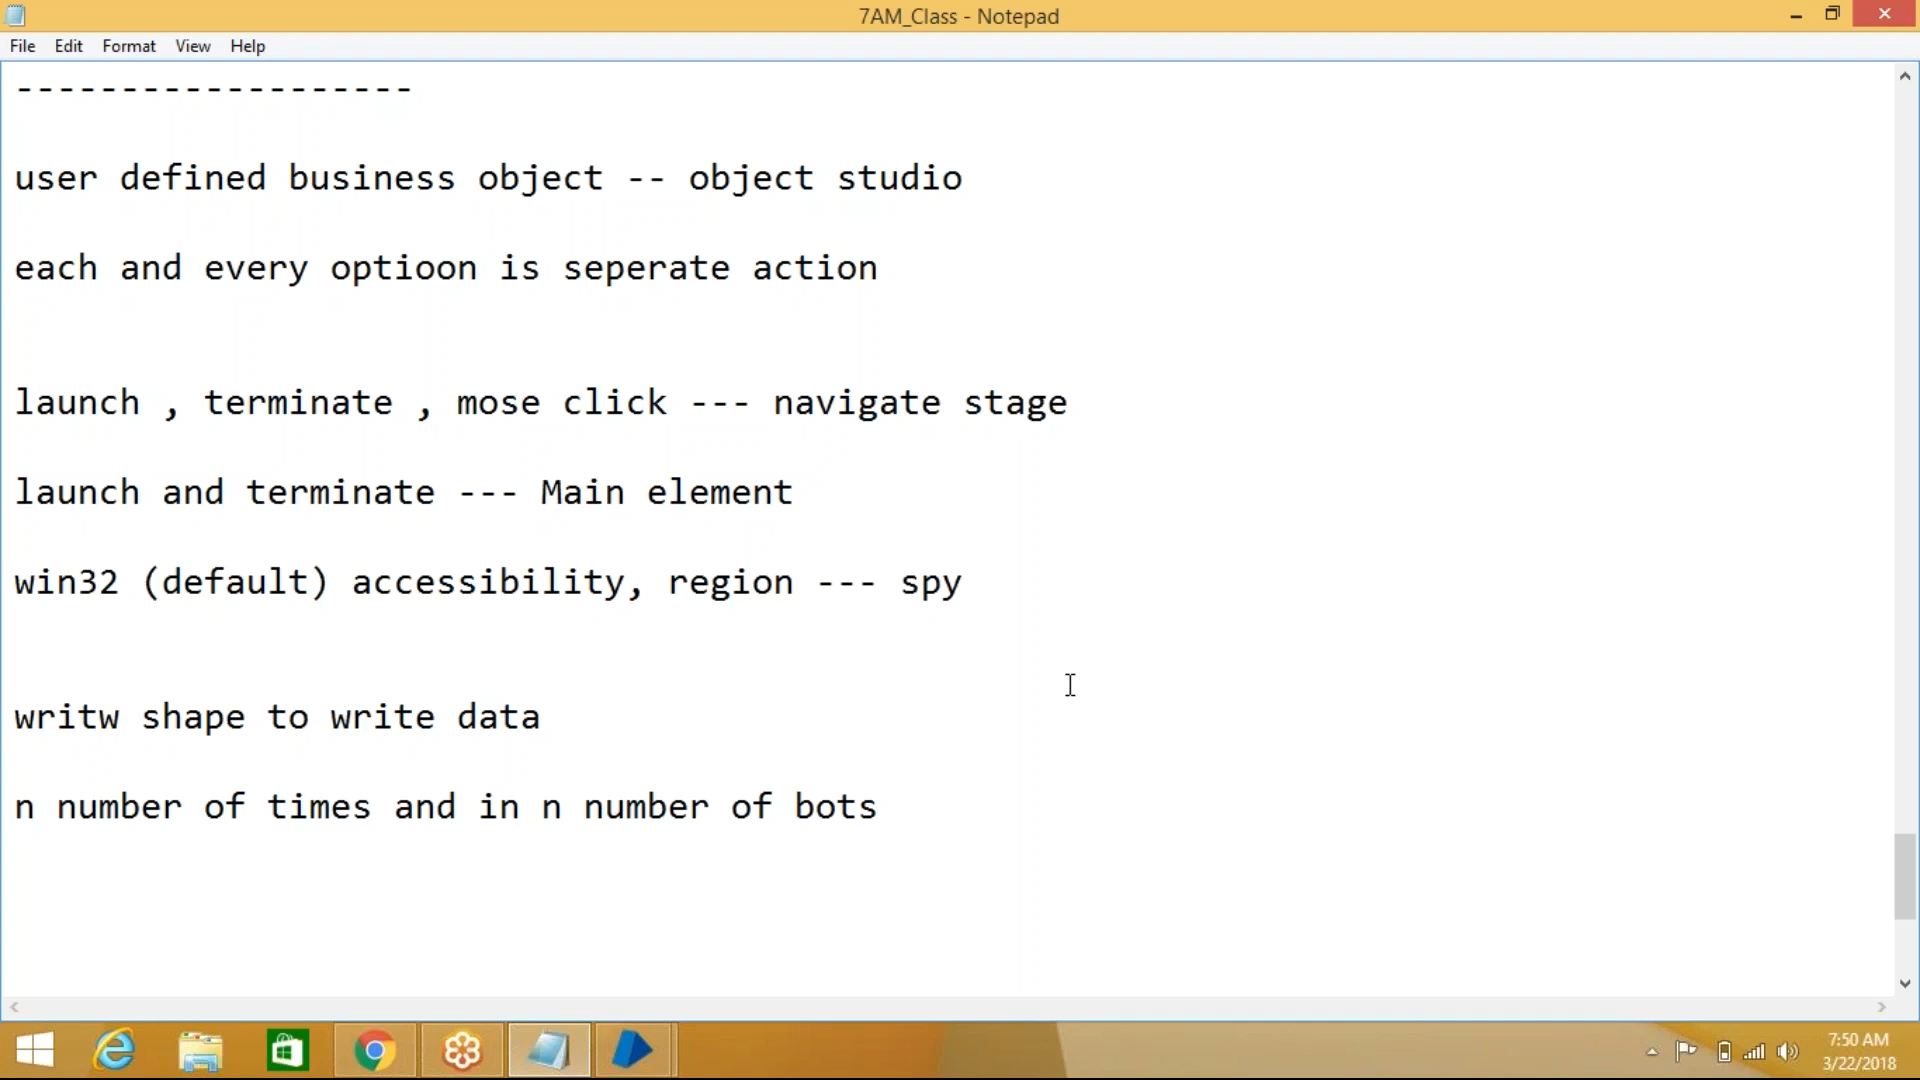 7AM_Class - Notepad
File Edit Format View Help
-------------------
user defined business object -- object studio
each and every optioon is seperate action
launch , terminate , mose click --- navigate stage
launch and terminate --- Main element
win32 (default) accessibility, region --- spy
writw shape to write data
n number of times and in n number of bots
7:50 AM
3/22/2018